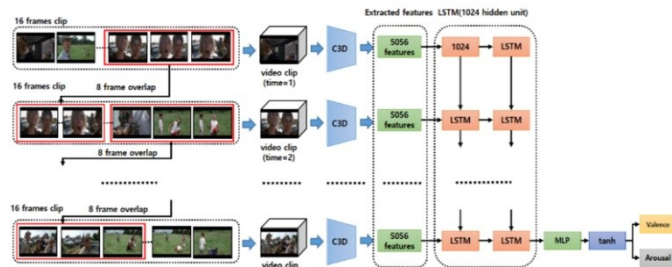 16 frames clip
Extracted features
LSTM(1024 hidden unit)
video clip
(time=1)
C3D
5056
features
1024
LSTM
16 frames clip
8 frame overlap
video clip
(time=2)
C3D
5056
features
LSTM
LSTM
8 frame overlap
16 frames clip
8 frame overlap
video clip
C3D
5056
features
LSTM
LSTM
MLP
tanh
Valence
Arousal